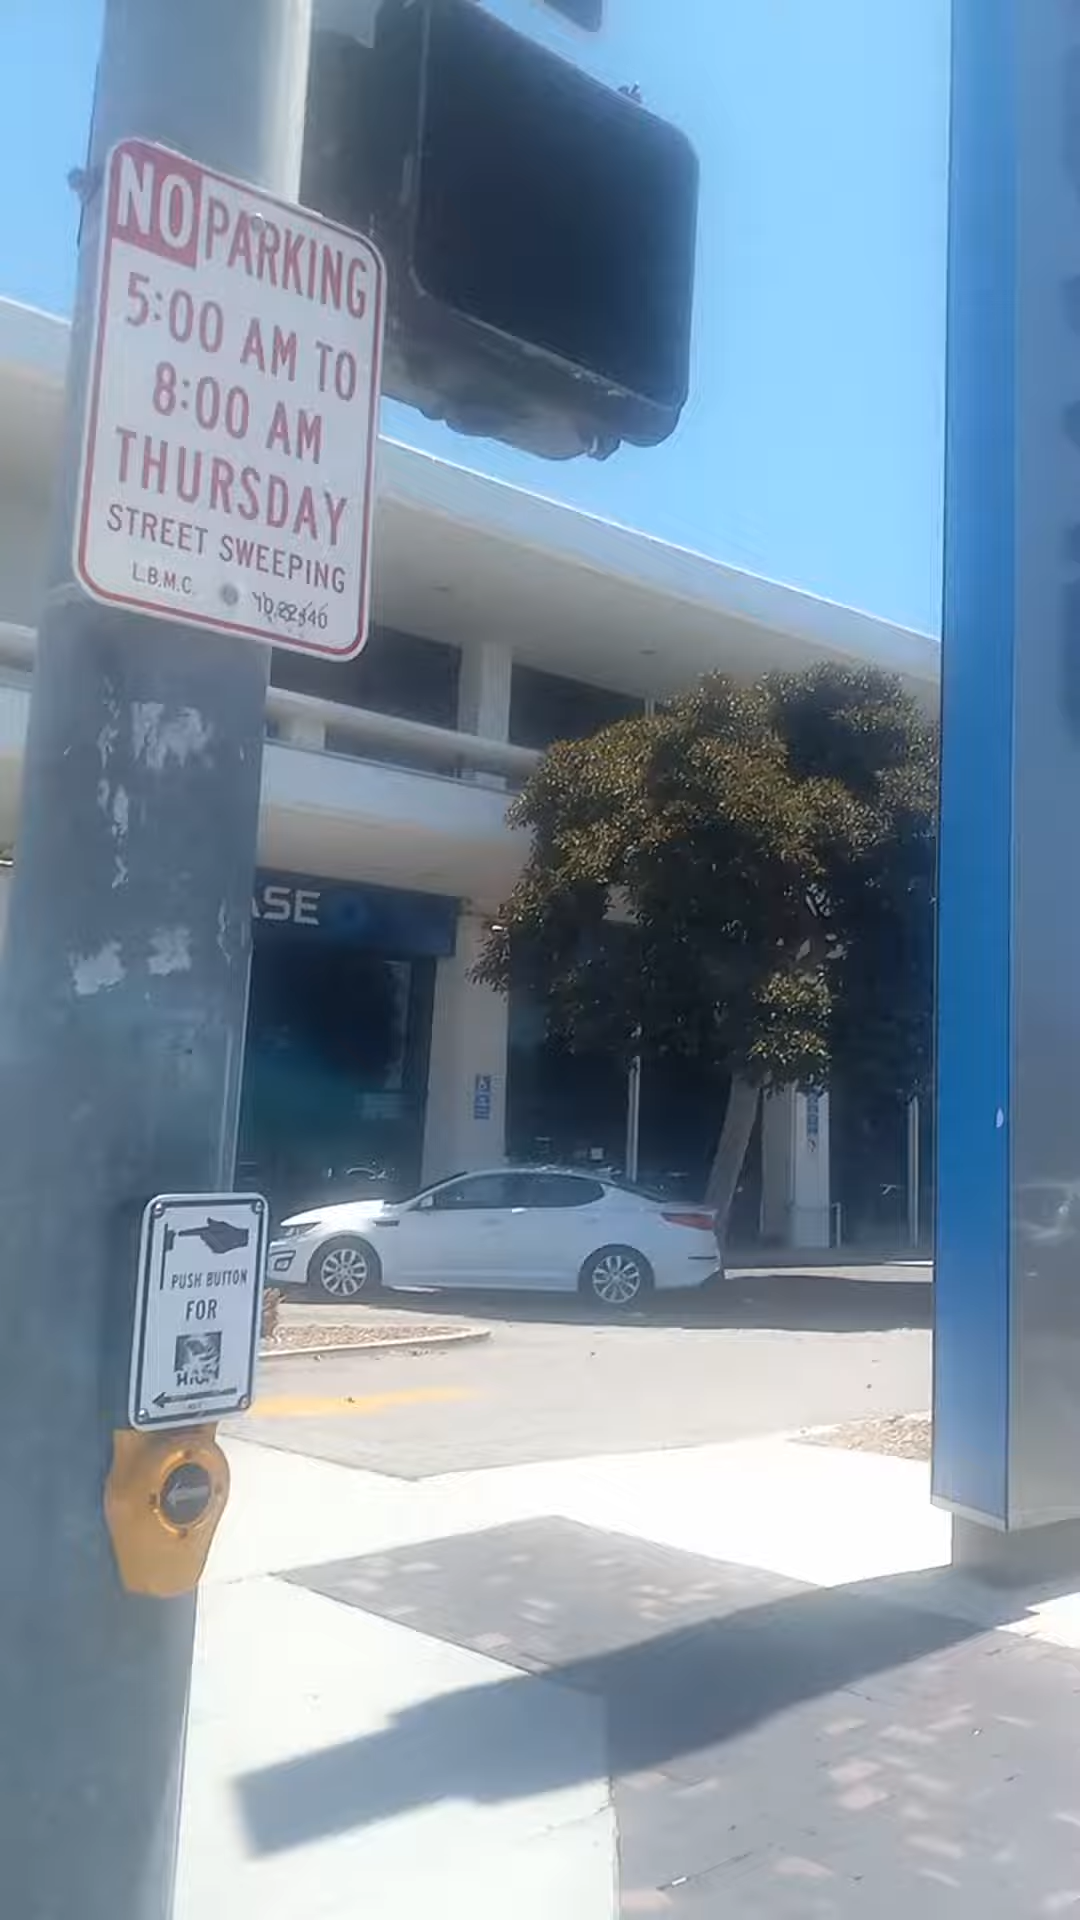 NO PARKING
5:00 AM TO
8:00 AM
THURSDAY
STREET SWEEPING
L.B.M.C.
ASE
PUSH BUTTON
FOR